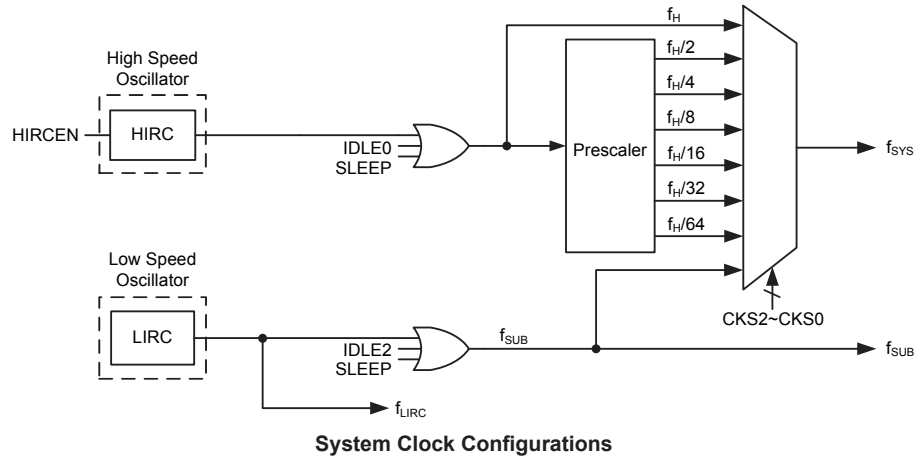 High Speed
Oscillator
HIRCEN
HIRC
IDLE0
SLEEP
Prescaler
fH
fH/2
fH/4
fH/8
fH/16
fH/32
fH/64
fSYS
CKS2~CKS0
Low Speed
Oscillator
LIRC
IDLE2
SLEEP
fSUB
fSUB
fLIRC
System Clock Configurations